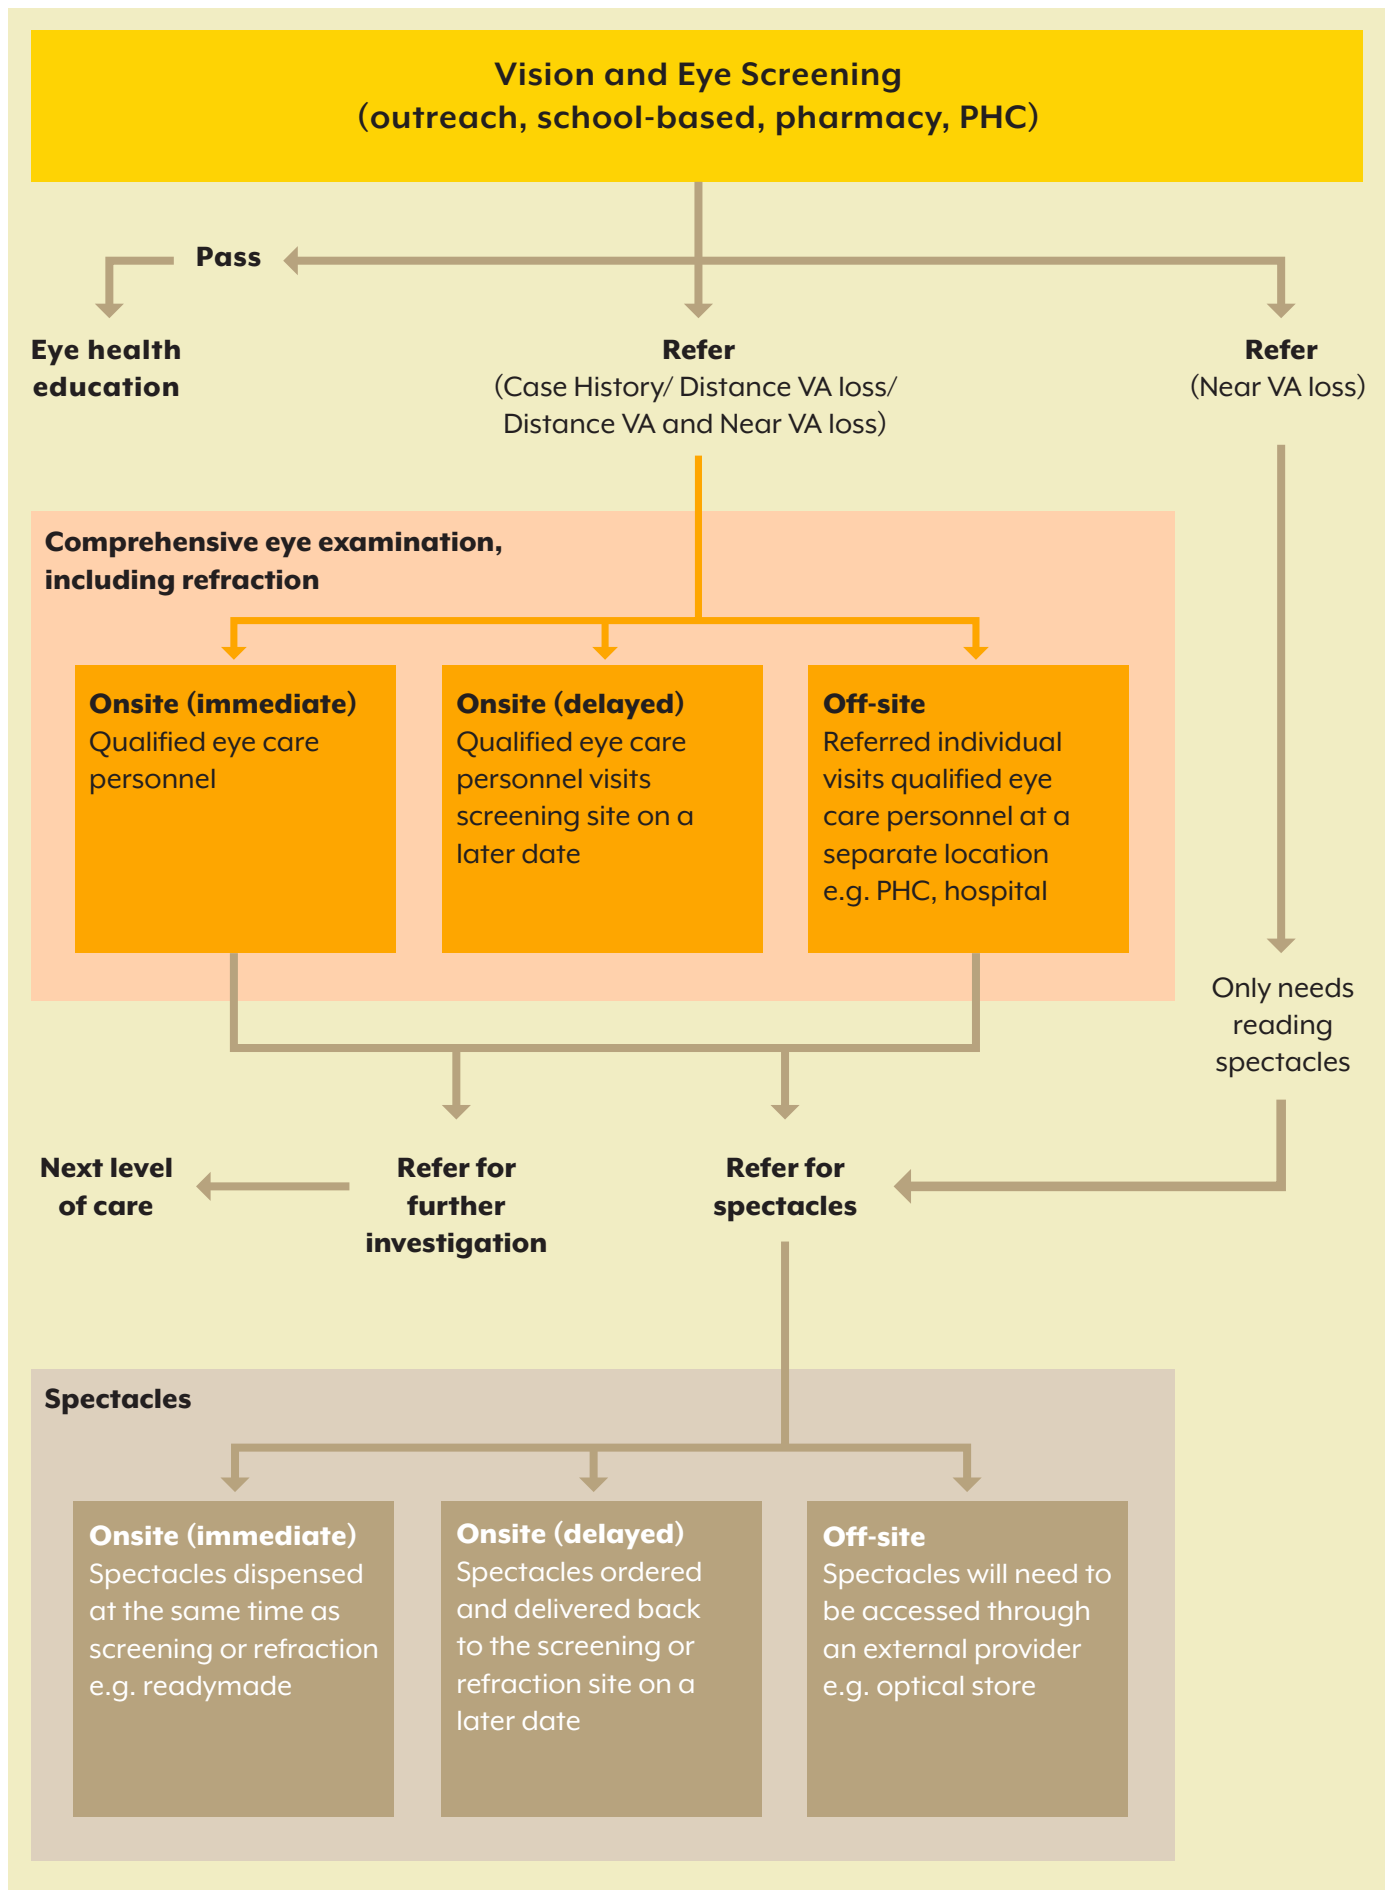 Vision and Eye Screening
(outreach, school-based, pharmacy, PHC)
Pass
Eye health
education
Refer
(Case History/ Distance VA loss/
Distance VA and Near VA loss)
Refer
(Near VA loss)
Comprehensive eye examination,
including refraction
Onsite (immediate)
Qualified eye care
personnel
Onsite (delayed)
Qualified eye care
personnel visits
screening site on a
later date
Off-site
Referred individual
visits qualified eye
care personnel at a
separate location
e.g. PHC, hospital
Only needs
reading
spectacles
Next level
of care
Refer for
further
investigation
Refer for
spectacles
Spectacles
Onsite (immediate)
Spectacles dispensed
at the same time as
screening or refraction
e.g. readymade
Onsite (delayed)
Spectacles ordered
and delivered back
to the screening or
refraction site on a
later date
Off-site
Spectacles will need to
be accessed through
an external provider
e.g. optical store